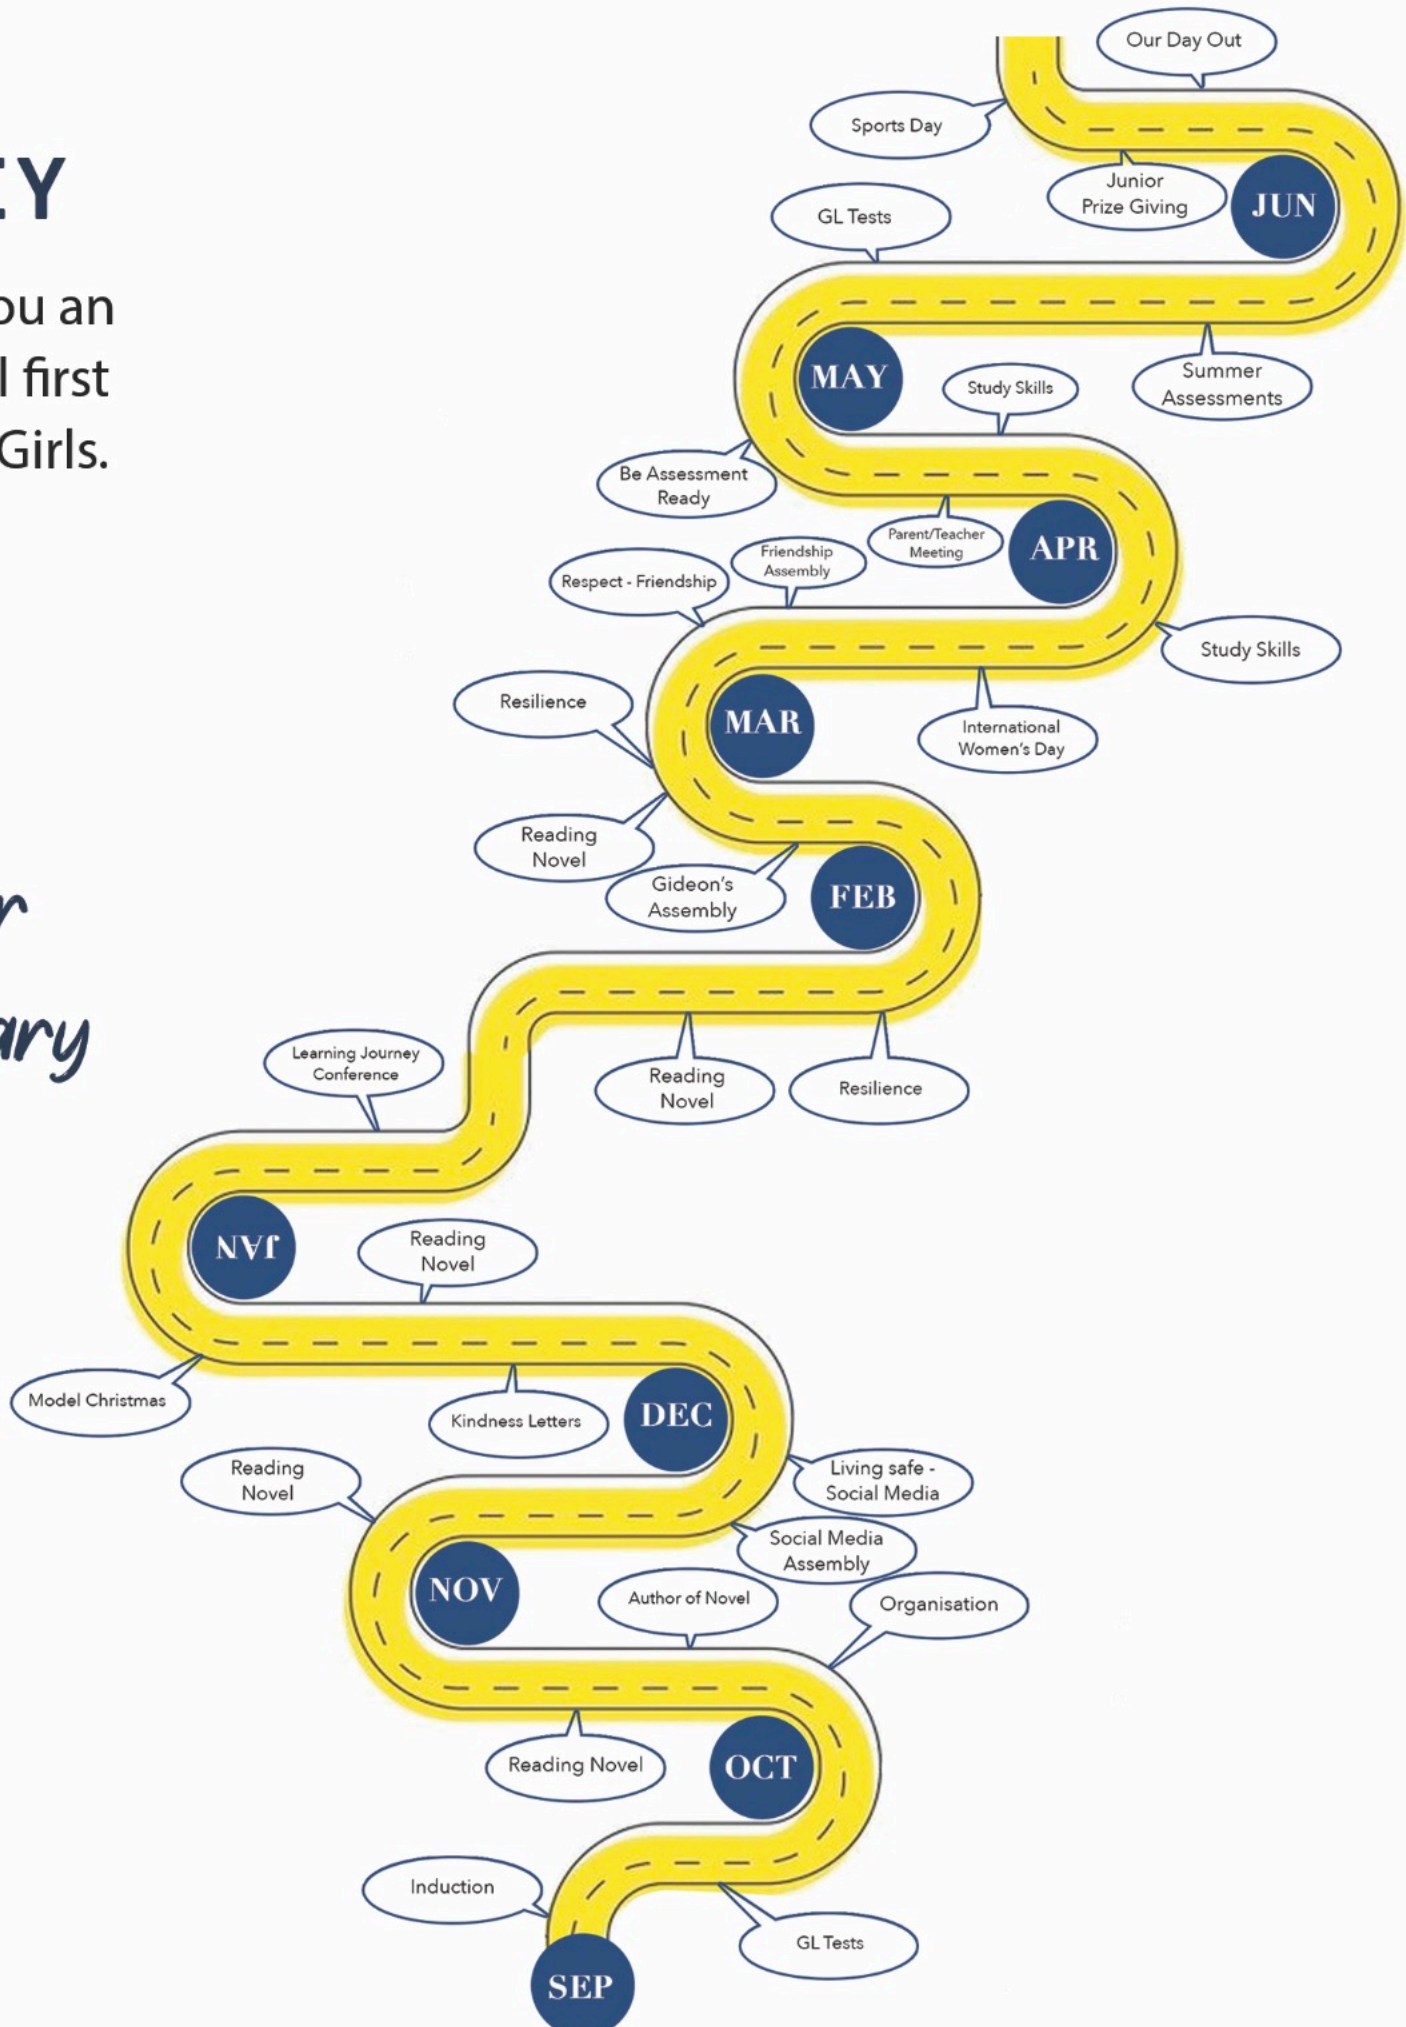 Our Day Out
Sports Day
EY
Junior
Prize Giving
JUN
GL Tests
ou an
l first
Girls.
MAY
Study Skills
Summer
Assessments
Be Assessment
Ready
Parent/Teacher
Meeting
APR
Respect - Friendship
Friendship
Assembly
Study Skills
Resilience
MAR
International
Women's Day
Reading
Novel
Gideon's
Assembly
FEB
r
ary
Learning Journey
Conference
Reading
Novel
Resilience
JAN
Reading
Novel
Model Christmas
Kindness Letters
DEC
Reading
Novel
Living safe -
Social Media
Social Media
Assembly
NOV
Author of Novel
Organisation
Reading Novel
OCT
Induction
GL Tests
SEP